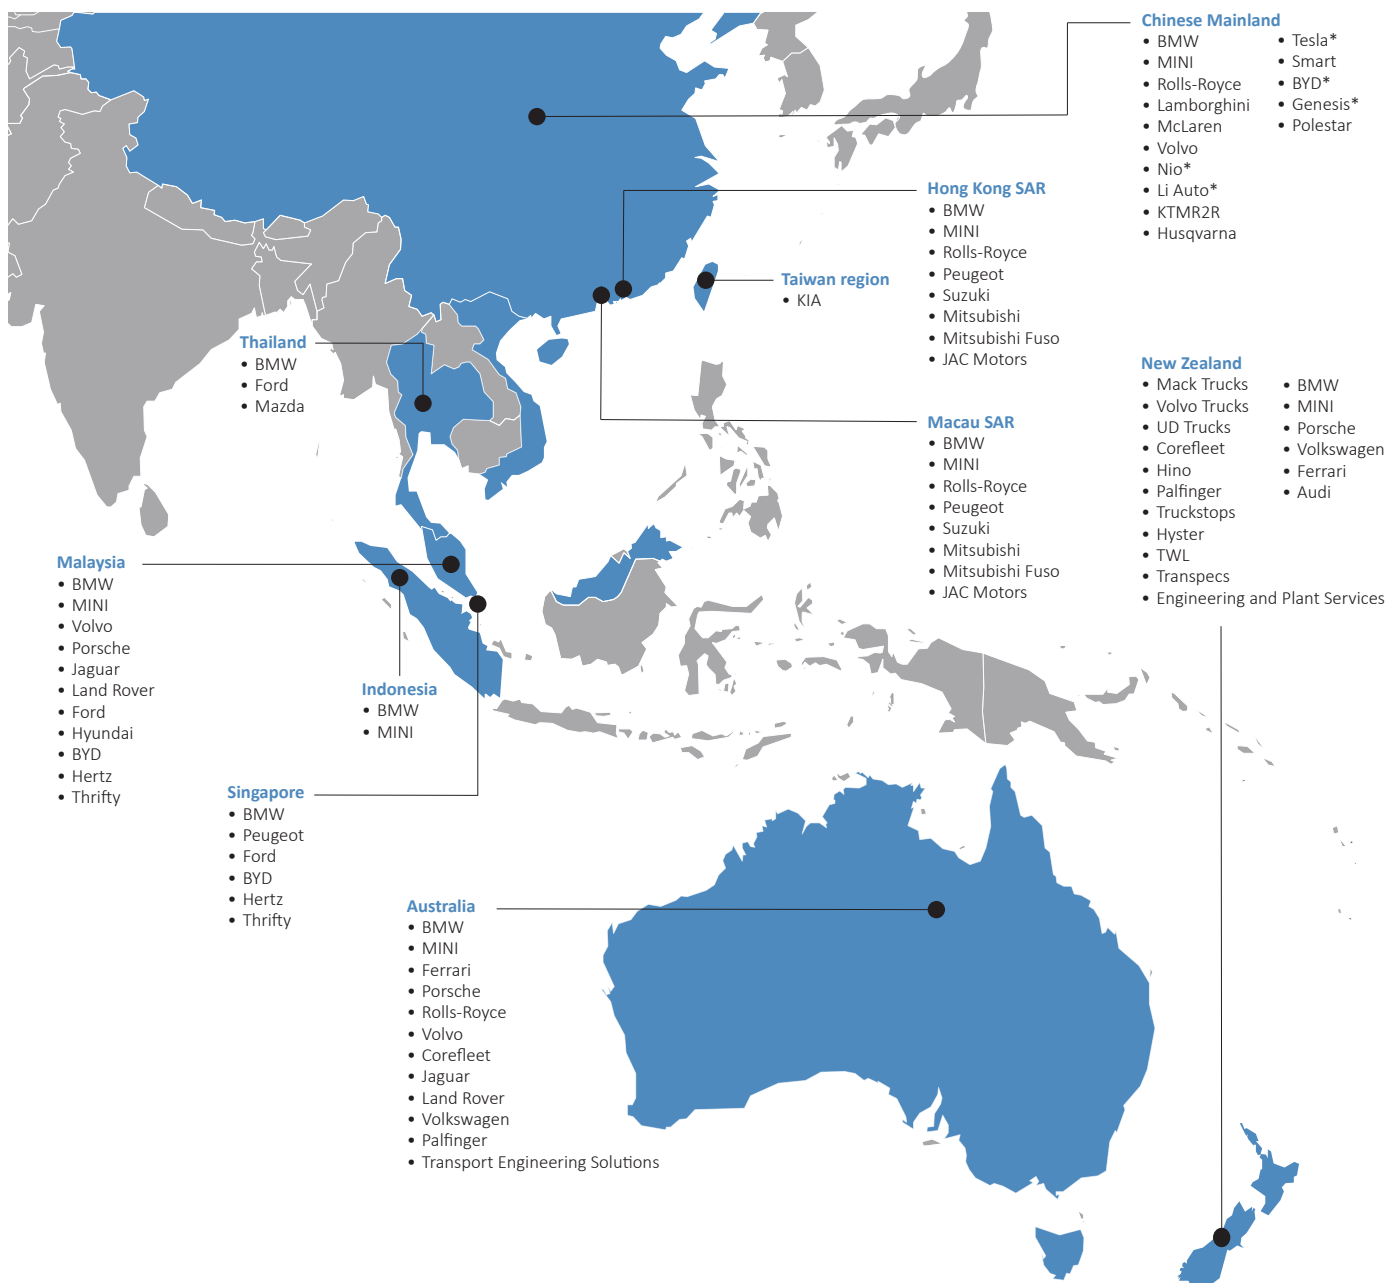 Chinese Mainland
• BMW
• MINI
• Rolls-Royce
• Lamborghini
• McLaren
• Volvo
• Nio*
• Li Auto*
• KTMR2R
• Husqvarna
• Tesla*
• Smart
• BYD*
• Genesis*
• Polestar
Hong Kong SAR
• BMW
• MINI
• Rolls-Royce
• Peugeot
• Suzuki
• Mitsubishi
• Mitsubishi Fuso
• JAC Motors
Taiwan region
• KIA
Thailand
• BMW
• Ford
• Mazda
New Zealand
• Mack Trucks
• Volvo Trucks
• UD Trucks
• Corefleet
• Hino
• Palfinger
• Truckstops
• Hyster
• TWL
• Transpecs
• Engineering and Plant Services
• BMW
• MINI
• Porsche
• Volkswagen
• Ferrari
• Audi
Macau SAR
• BMW
• MINI
• Rolls-Royce
• Peugeot
• Suzuki
• Mitsubishi
• Mitsubishi Fuso
• JAC Motors
Malaysia
• BMW
• MINI
• Volvo
• Porsche
• Jaguar
• Land Rover
• Ford
• Hyundai
• BYD
• Hertz
• Thrifty
Indonesia
• BMW
• MINI
Singapore
• BMW
• Peugeot
• Ford
• BYD
• Hertz
• Thrifty
Australia
• BMW
• MINI
• Ferrari
• Porsche
• Rolls-Royce
• Volvo
• Corefleet
• Jaguar
• Land Rover
• Volkswagen
• Palfinger
• Transport Engineering Solutions